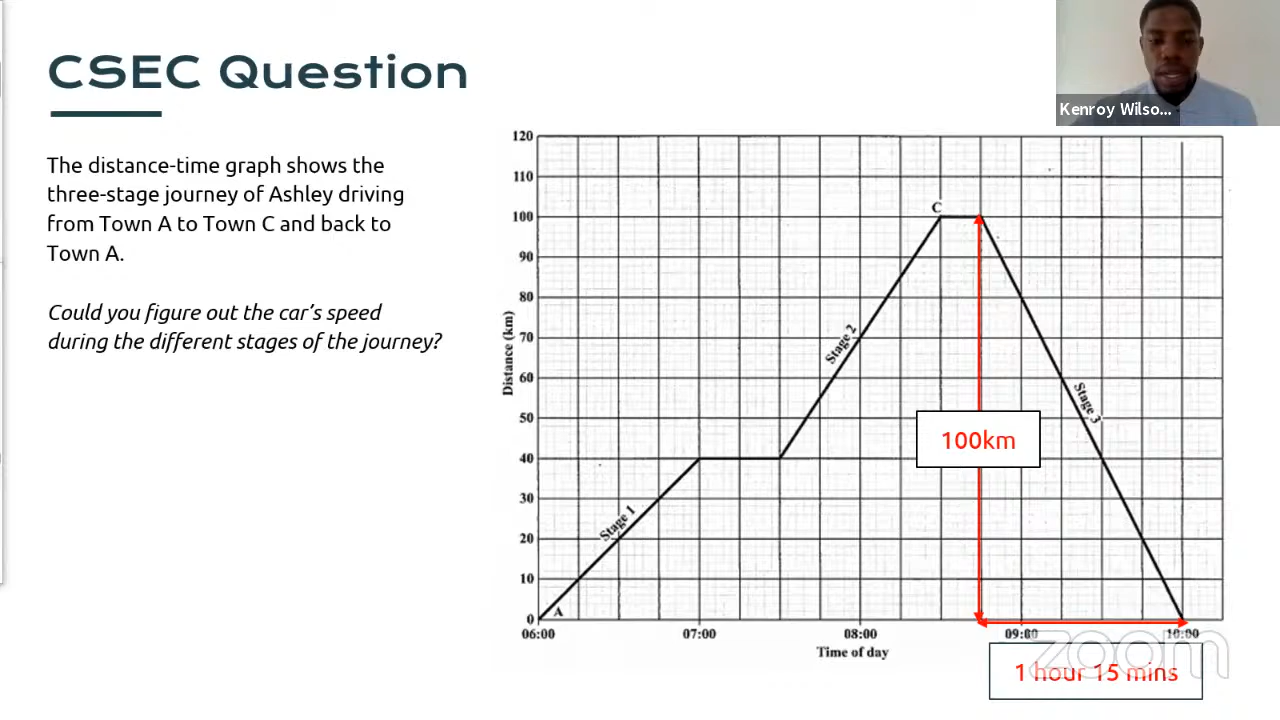 CSEC Question
Kenroy Wilso...
The distance-time graph shows the
three-stage journey of Ashley driving
from Town A to Town C and back to
Town A.
Could you figure out the car's speed
during the different stages of the journey?
120
110
100
90
80
70
60
50
40
30
20
10
0
Distance (km)
A
Stage 1
Stage 2
C
Stage 3
100km
06:00
07:00
08:00
09:00
10:00
Time of day
1 hour 15 mins
zoom